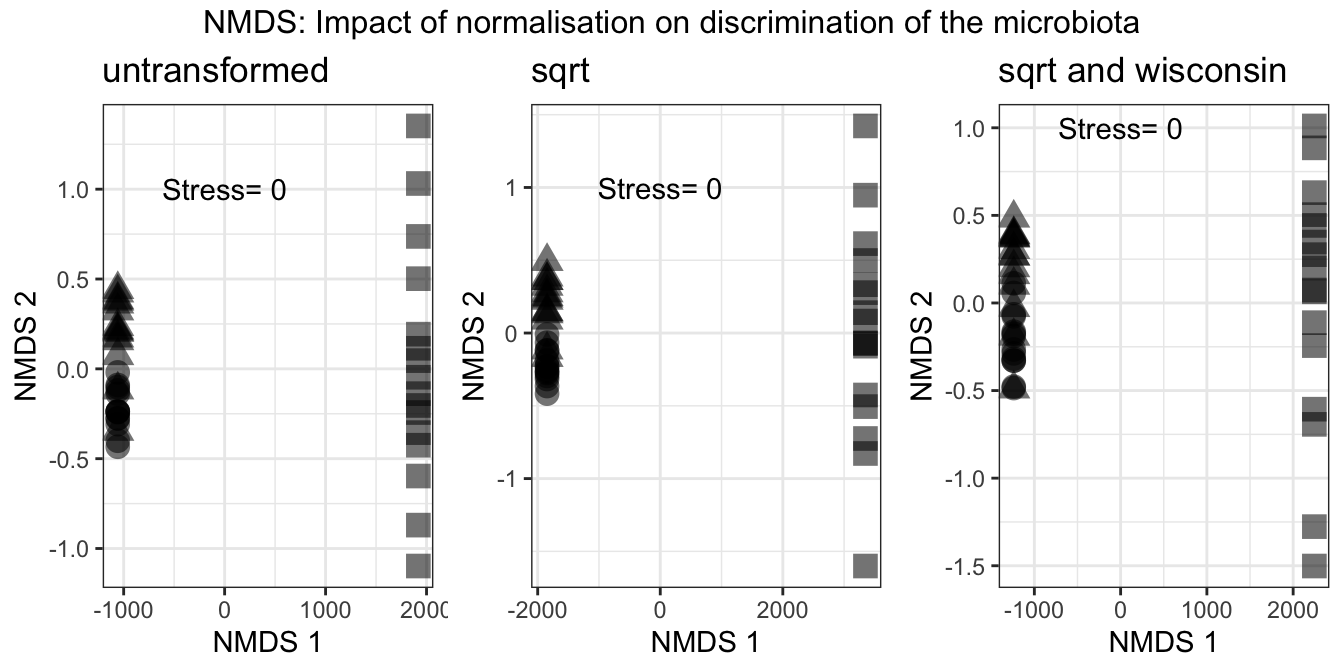 NMDS: Impact of normalisation on discrimination of the microbiota
untransformed
sqrt
sqrt and wisconsin
Stress= 0
1.0
0.5
0.0
-0.5
-1.0
NMDS 2
-1000
0
1000
2000
NMDS 1
Stress= 0
1
0
-1
NMDS 2
-2000
0
2000
NMDS 1
Stress= 0
1.0
0.5
0.0
-0.5
-1.0
-1.5
NMDS 2
-1000
0
1000
2000
NMDS 1